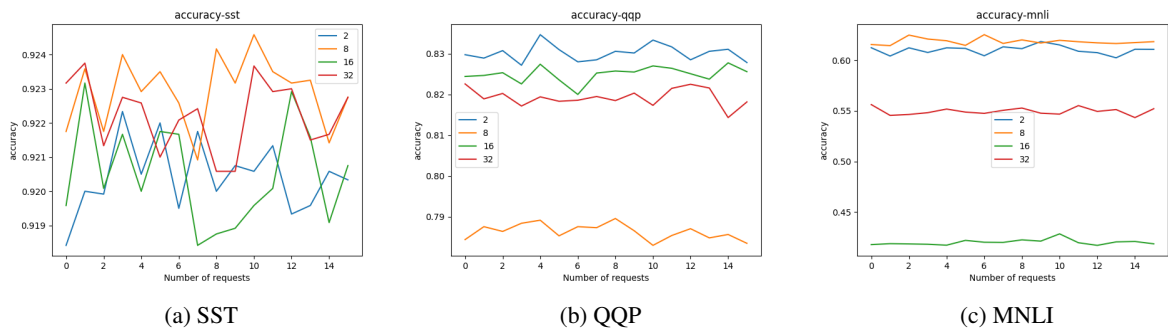 accuracy-sst
accuracy
0.924
0.923
0.922
0.921
0.920
0.919
2
8
16
32
0 2 4 6 8 10 12 14
Number of requests
(a) SST
accuracy-qqp
accuracy
0.83
0.82
0.81
0.80
0.79
2
8
16
32
0 2 4 6 8 10 12 14
Number of requests
(b) QQP
accuracy-mnli
accuracy
0.60
0.55
0.50
0.45
2
8
16
32
0 2 4 6 8 10 12 14
Number of requests
(c) MNLI